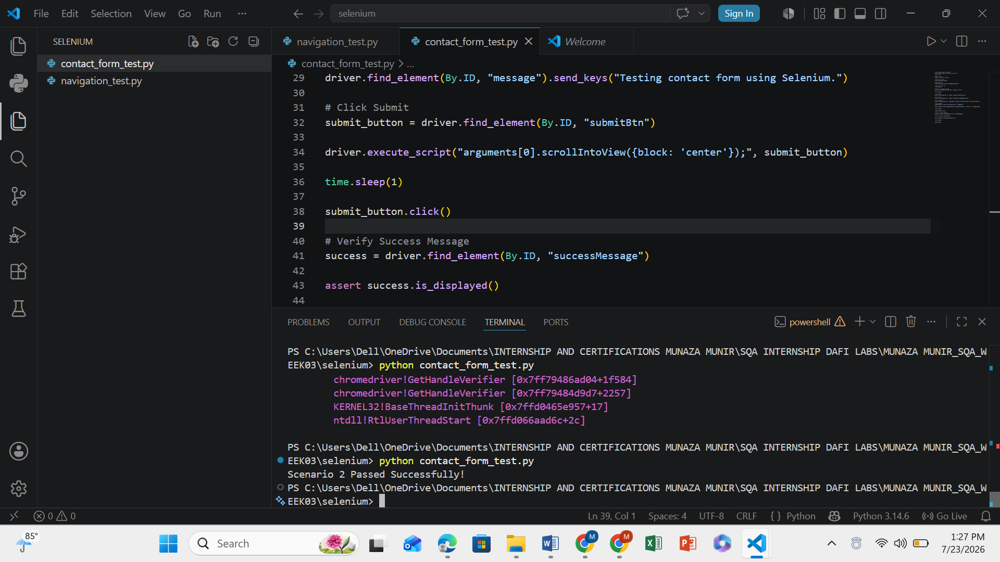 File Edit Selection View Go Run ···
selenium
Sign In
SELENIUM
contact_form_test.py
navigation_test.py
navigation_test.py
contact_form_test.py
Welcome
contact_form_test.py > ...
29 driver.find_element(By.ID, "message").send_keys("Testing contact form using Selenium.")
30
31 # Click Submit
32 submit_button = driver.find_element(By.ID, "submitBtn")
33
34 driver.execute_script("arguments[0].scrollIntoView({block: 'center'});", submit_button)
35
36 time.sleep(1)
37
38 submit_button.click()
39
40 # Verify Success Message
41 success = driver.find_element(By.ID, "successMessage")
42
43 assert success.is_displayed()
44
PROBLEMS OUTPUT DEBUG CONSOLE TERMINAL PORTS
powershell
PS C:\Users\Dell\OneDrive\Documents\INTERNSHIP AND CERTIFICATIONS MUNAZA MUNIR\SQA INTERNSHIP DAFI LABS\MUNAZA MUNIR_SQA_W
EEK03\selenium> python contact_form_test.py
chromedriver!GetHandleVerifier [0x7ff79486ad04+1f584]
chromedriver!GetHandleVerifier [0x7ff79484d9d7+2257]
KERNEL32!BaseThreadInitThunk [0x7ffd0465e957+17]
ntdll!RtlUserThreadStart [0x7ffd066aad6c+2c]
PS C:\Users\Dell\OneDrive\Documents\INTERNSHIP AND CERTIFICATIONS MUNAZA MUNIR\SQA INTERNSHIP DAFI LABS\MUNAZA MUNIR_SQA_W
EEK03\selenium> python contact_form_test.py
Scenario 2 Passed Successfully!
PS C:\Users\Dell\OneDrive\Documents\INTERNSHIP AND CERTIFICATIONS MUNAZA MUNIR\SQA INTERNSHIP DAFI LABS\MUNAZA MUNIR_SQA_W
EEK03\selenium>
0 0
Ln 39, Col 1 Spaces: 4 UTF-8 CRLF { } Python Python 3.14.6 Go Live
85°
Search
M
M
1:27 PM
7/23/2026